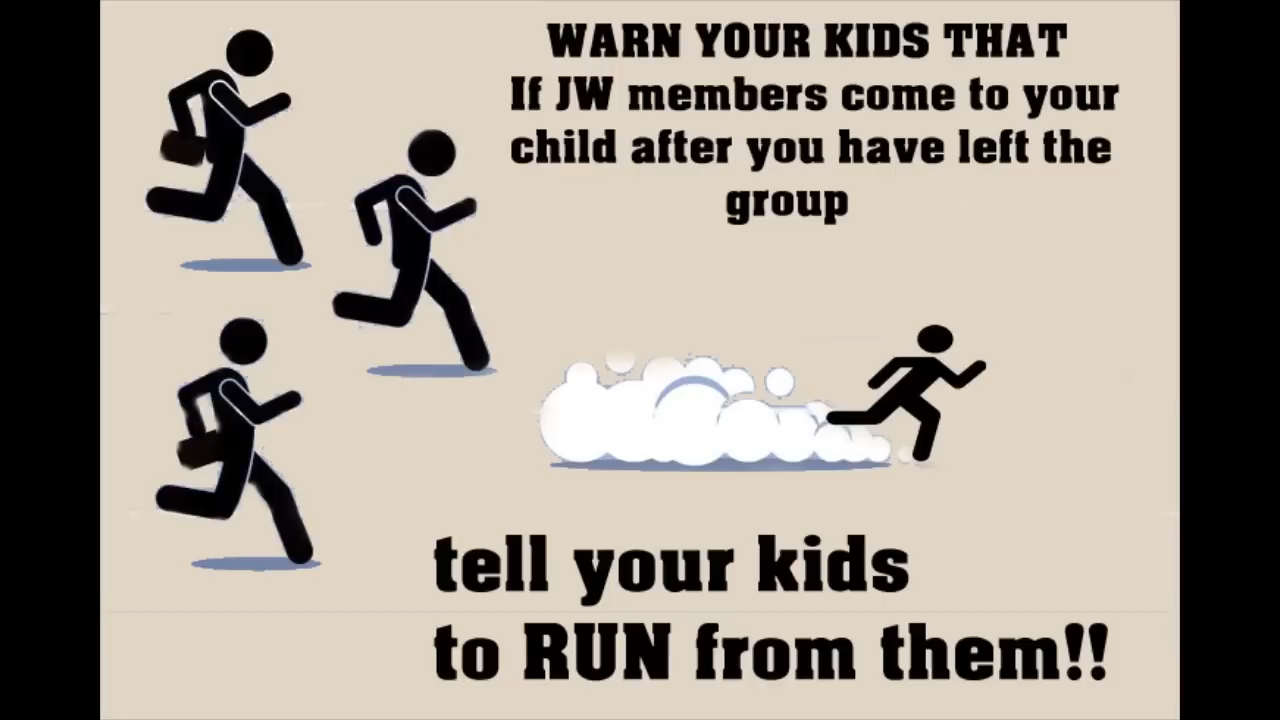 WARN YOUR KIDS THAT
If JW members come to your
child after you have left the
group
tell your kids
to RUN from them!!